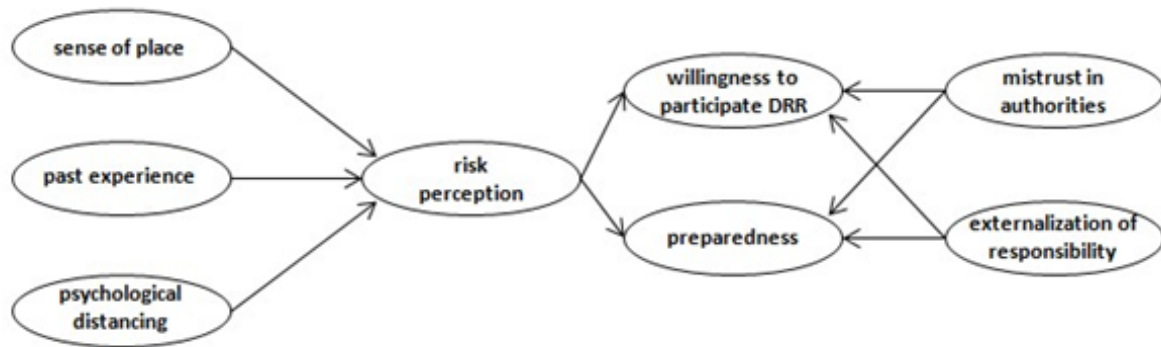 sense of place
past experience
psychological
distancing
risk
perception
willingness to
participate DRR
preparedness
mistrust in
authorities
externalization of
responsibility